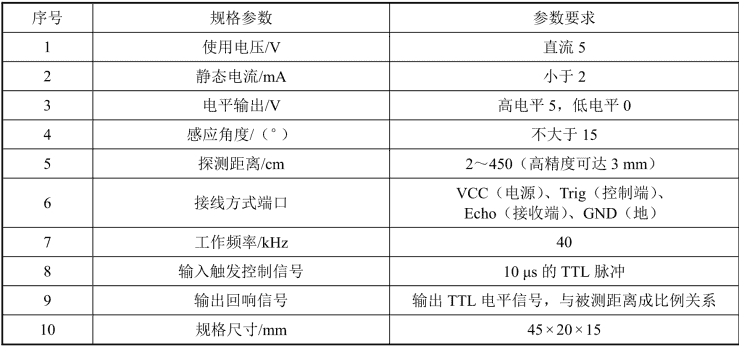 序号 规格参数 参数要求
1 使用电压/V 直流 5
2 静态电流/mA 小于 2
3 电平输出/V 高电平 5，低电平 0
4 感应角度/（°） 不大于 15
5 探测距离/cm 2～450（高精度可达 3 mm）
6 接线方式端口 VCC（电源）、Trig（控制端）、
Echo（接收端）、GND（地）
7 工作频率/kHz 40
8 输入触发控制信号 10 μs 的 TTL 脉冲
9 输出回响信号 输出 TTL 电平信号，与被测距离成比例关系
10 规格尺寸/mm 45×20×15